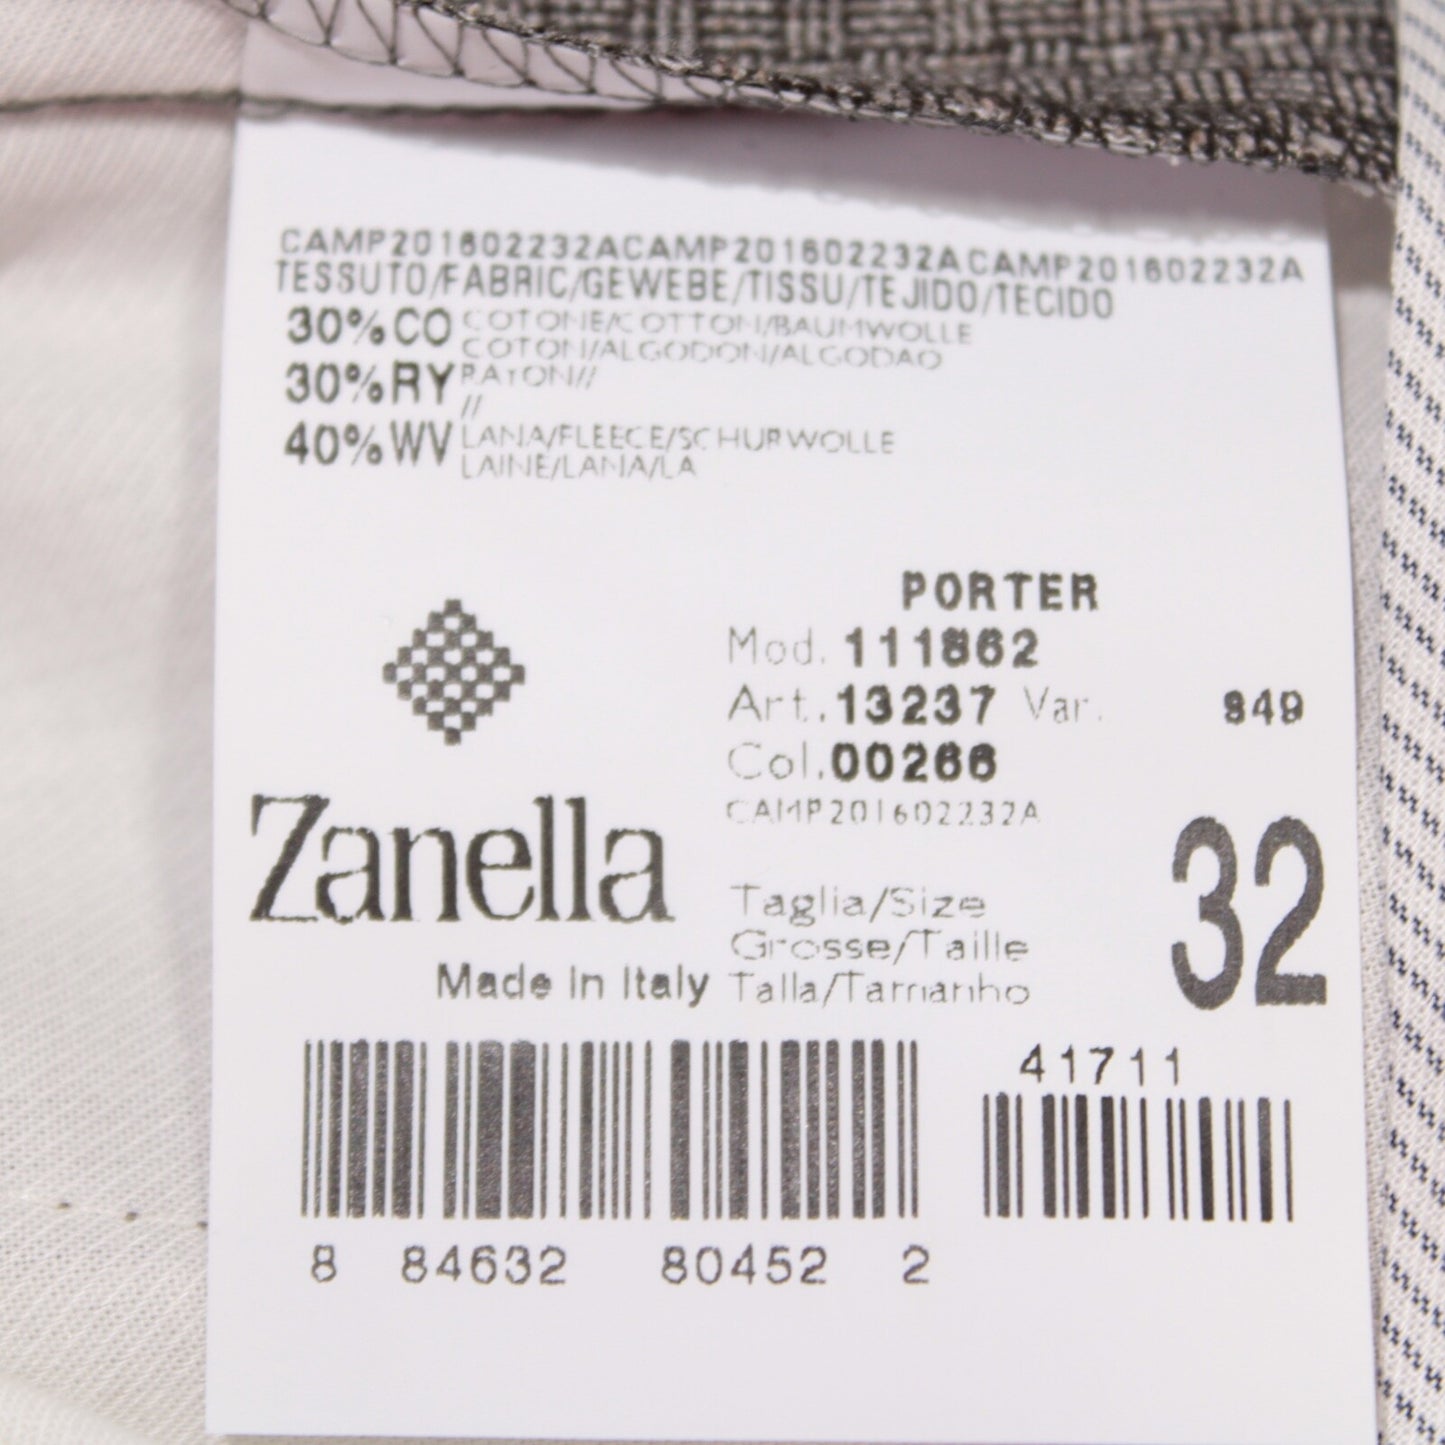 CAMP201602232ACAMP201602232ACAMP201602232A
TESSUTO/FABRIC/GEWEBE/TISSU/TEJIDO/TECIDO
30%CO COTONE/COTTON/BAUMWOLLE
COTON/ALGODON/ALGODAO
30%RY RAYON//
//
40%WV LANA/FLEECE/SCHURWOLLE
LAINE/LANA/LA
PORTER
Mod. 111862
Art. 13237 Var. 949
Col. 00266
CAMP201602232A
Zanella
Made In Italy
Taglia/Size
Grosse/Taille
Talla/Tamanho
32
41711
8 84632 80452 2